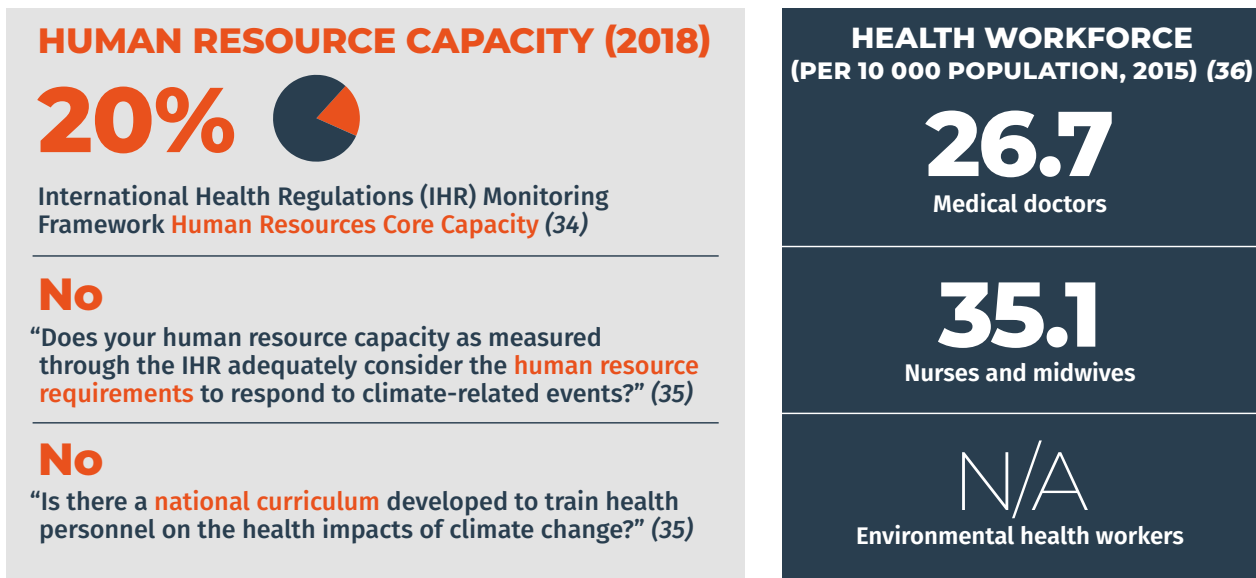 HUMAN RESOURCE CAPACITY (2018)
20%
International Health Regulations (IHR) Monitoring
Framework Human Resources Core Capacity (34)
No
“Does your human resource capacity as measured
through the IHR adequately consider the human resource
requirements to respond to climate-related events?” (35)
No
“Is there a national curriculum developed to train health
personnel on the health impacts of climate change?” (35)
HEALTH WORKFORCE
(PER 10 000 POPULATION, 2015) (36)
26.7
Medical doctors
35.1
Nurses and midwives
N/A
Environmental health workers